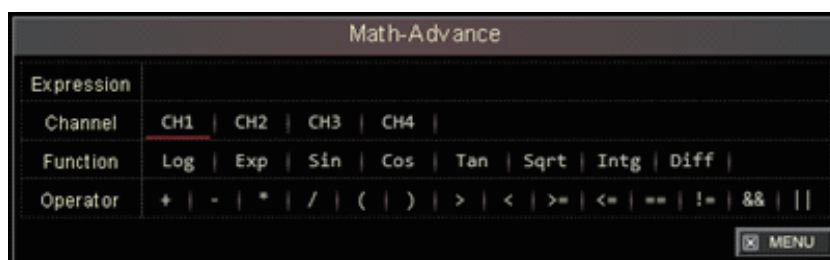 Math-Advance
Expression
Channel CH1 | CH2 | CH3 | CH4 |
Function Log | Exp | Sin | Cos | Tan | Sqrt | Intg | Diff |
Operator + | - | * | / | ( | ) | > | < | >= | <= | == | != | && | ||
MENU